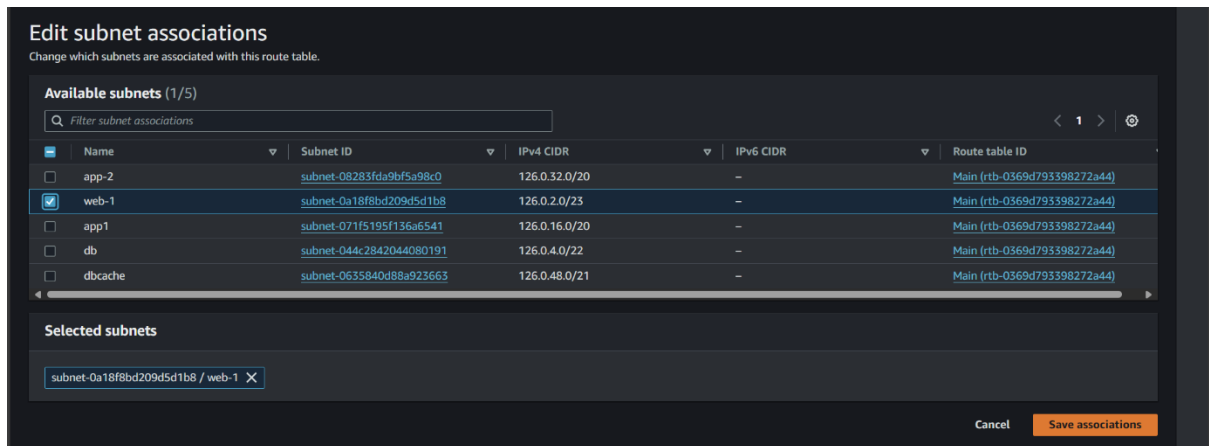 Edit subnet associations
Change which subnets are associated with this route table.
Available subnets (1/5)
Filter subnet associations
1
Name Subnet ID IPv4 CIDR IPv6 CIDR Route table ID
app-2 subnet-08283fda9bf5a98c0 126.0.32.0/20 – Main (rtb-0369d793398272a44)
web-1 subnet-0a18f8bd209d5d1b8 126.0.2.0/23 – Main (rtb-0369d793398272a44)
app1 subnet-071f5195f136a6541 126.0.16.0/20 – Main (rtb-0369d793398272a44)
db subnet-044c2842044080191 126.0.4.0/22 – Main (rtb-0369d793398272a44)
dbcache subnet-0635840d88a923663 126.0.48.0/21 – Main (rtb-0369d793398272a44)
Selected subnets
subnet-0a18f8bd209d5d1b8 / web-1
Cancel Save associations